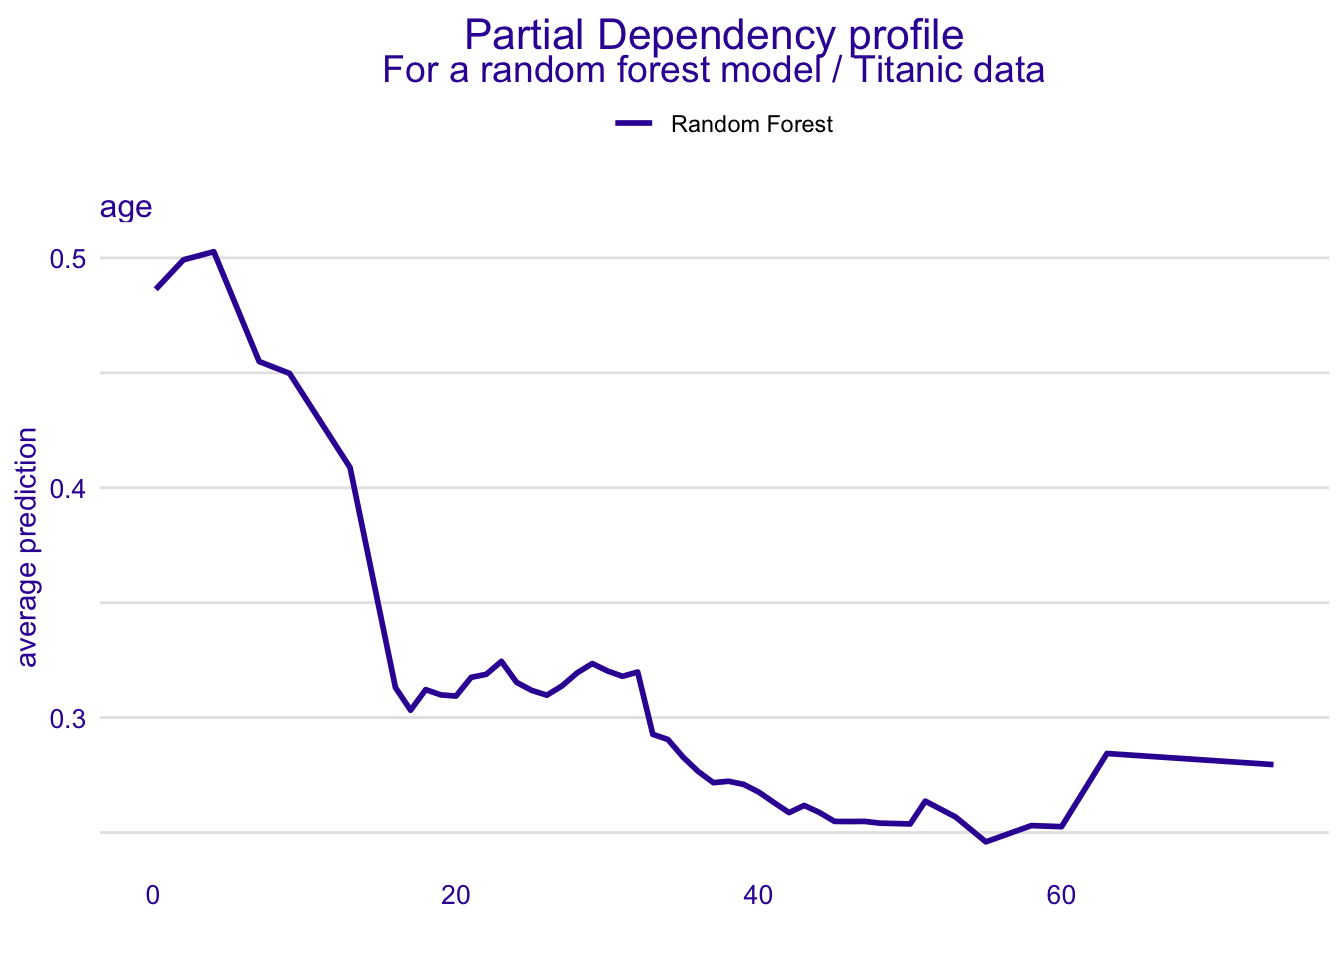 Partial Dependency profile
For a random forest model / Titanic data
Random Forest
age
0.5
0.4
0.3
average prediction
0 20 40 60